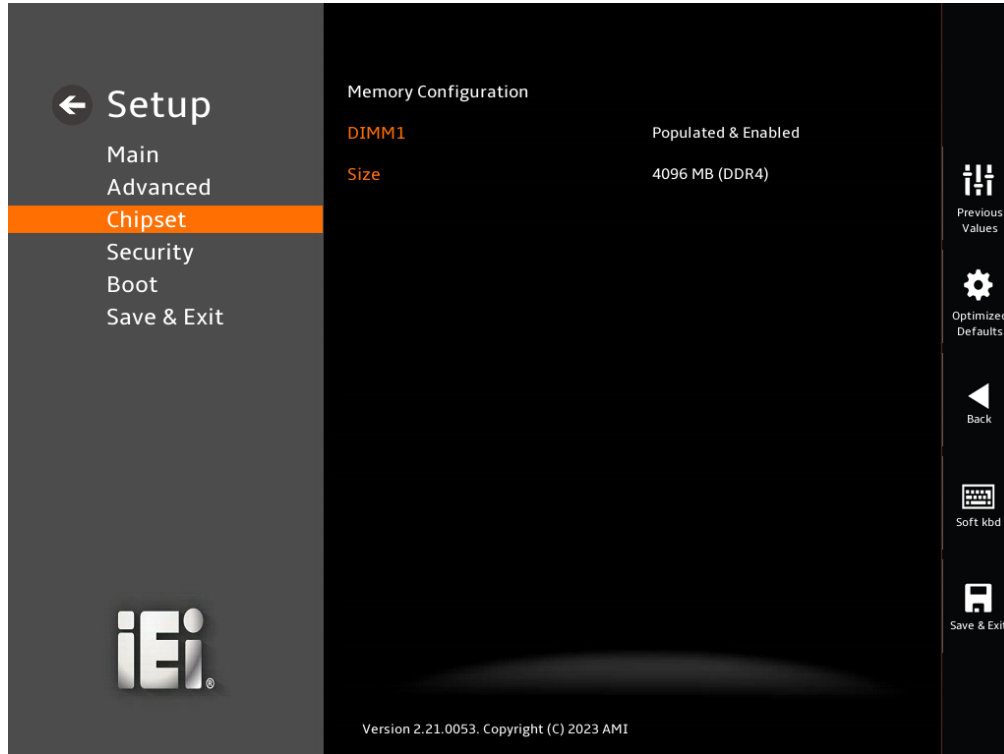 Setup
Main
Advanced
Chipset
Security
Boot
Save & Exit
iEi®
Memory Configuration
DIMM1 Populated & Enabled
Size 4096 MB (DDR4)
Version 2.21.0053. Copyright (C) 2023 AMI
Previous
Values
Optimized
Defaults
Back
Soft kbd
Save & Exit